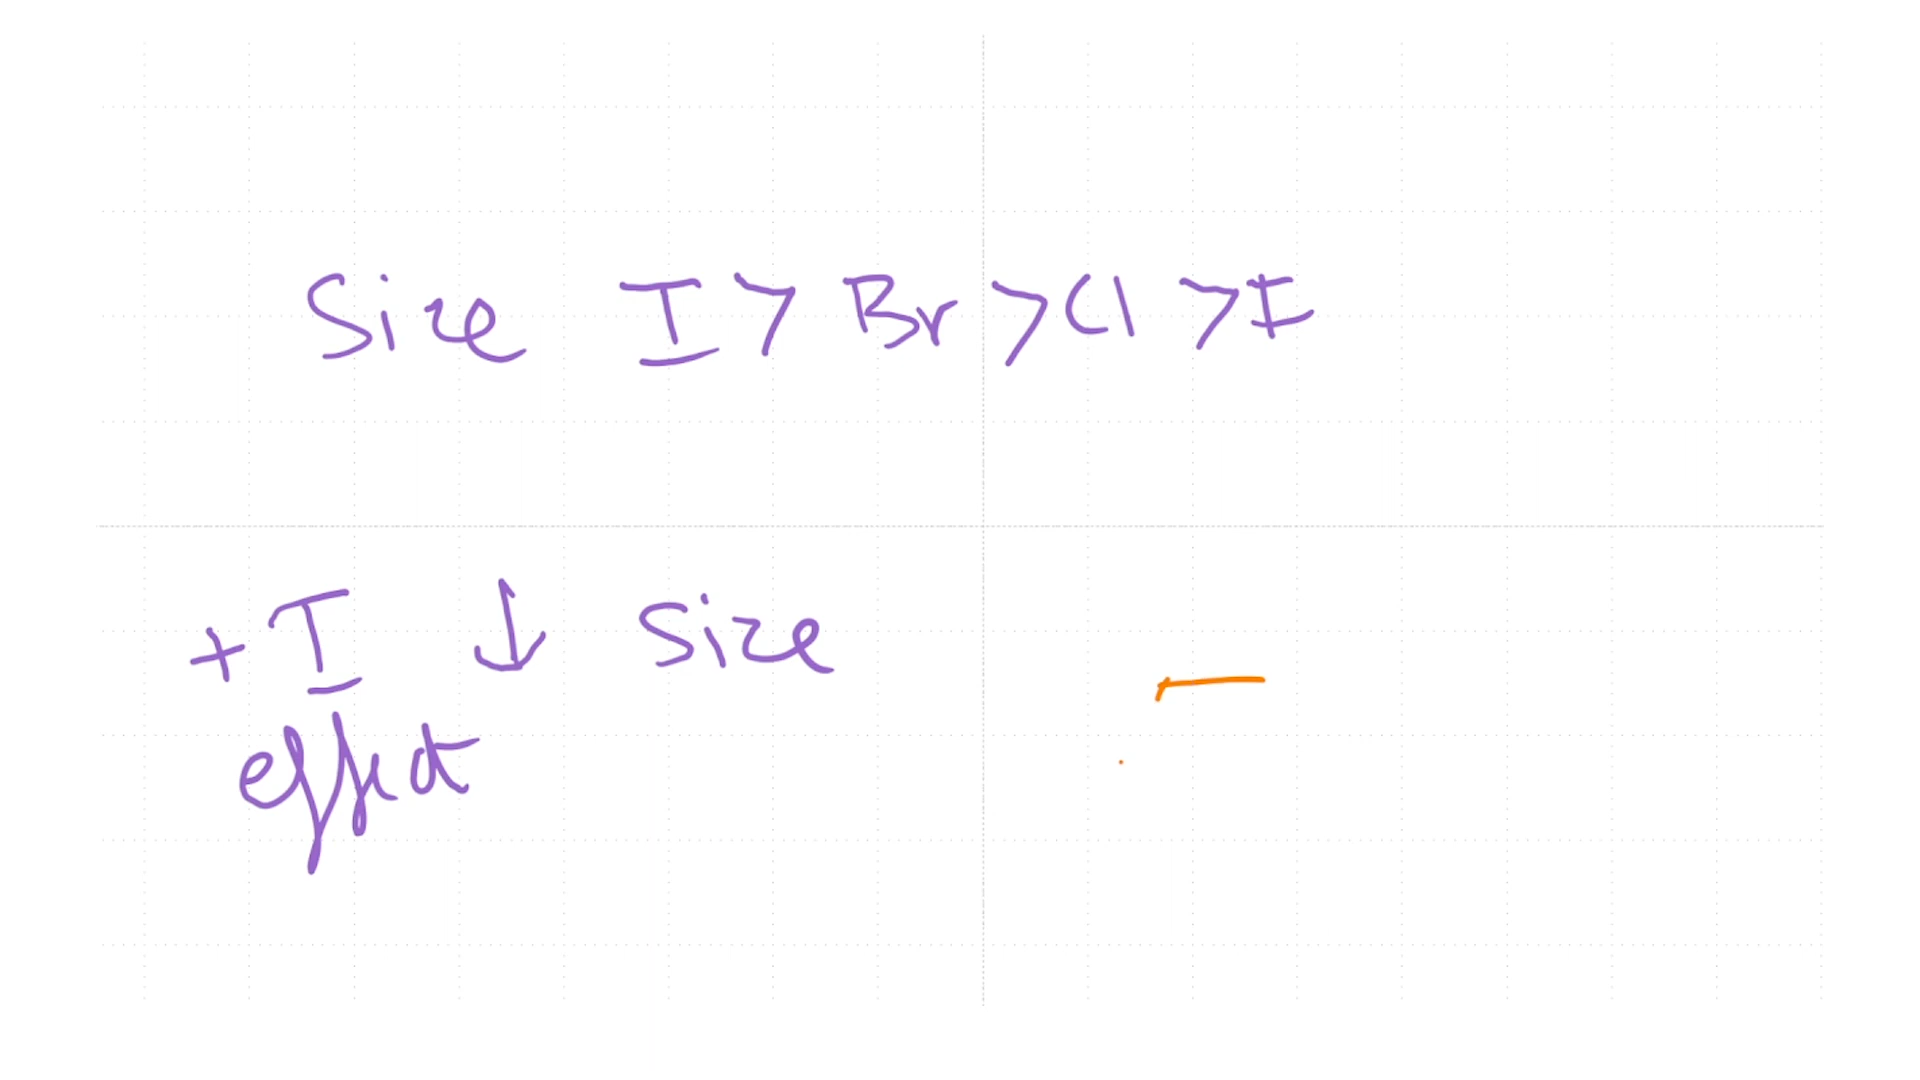 Size I > Br > Cl > F
+ I ↓ Size
effect